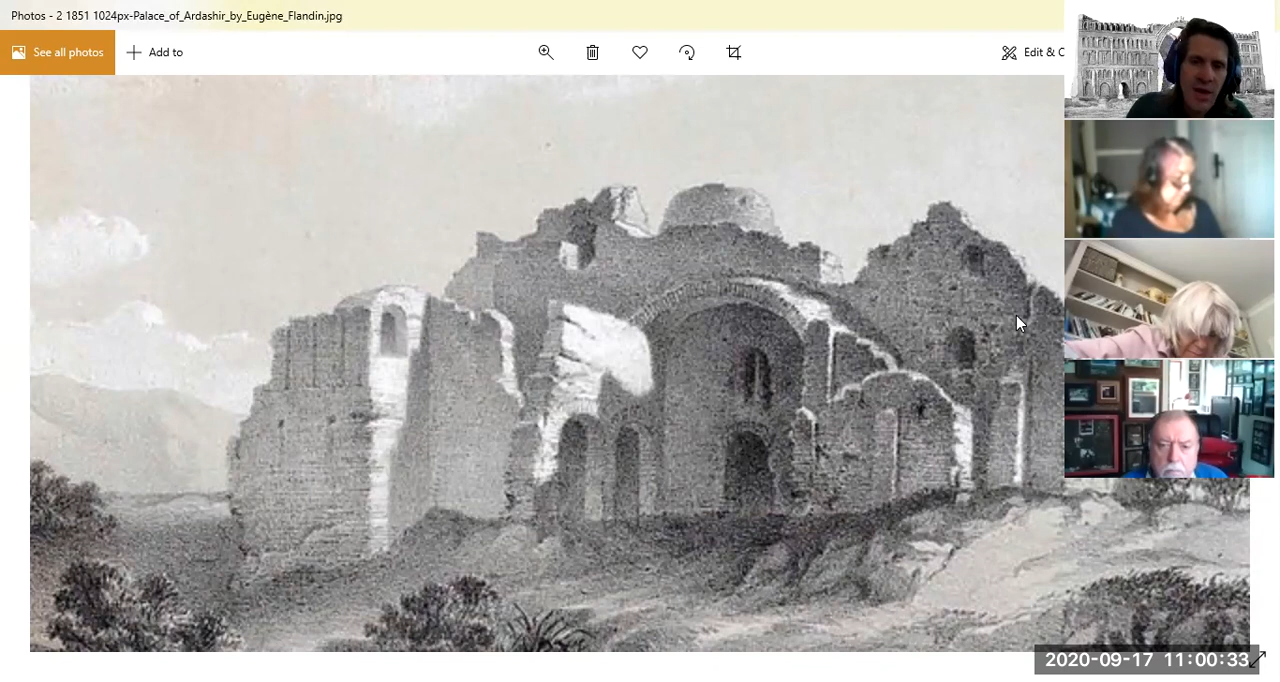 Photos - 2 1851 1024px-Palace_of_Ardashir_by_Eugène_Flandin.jpg
See all photos
Add to
Edit & C
2020-09-17 11:00:33